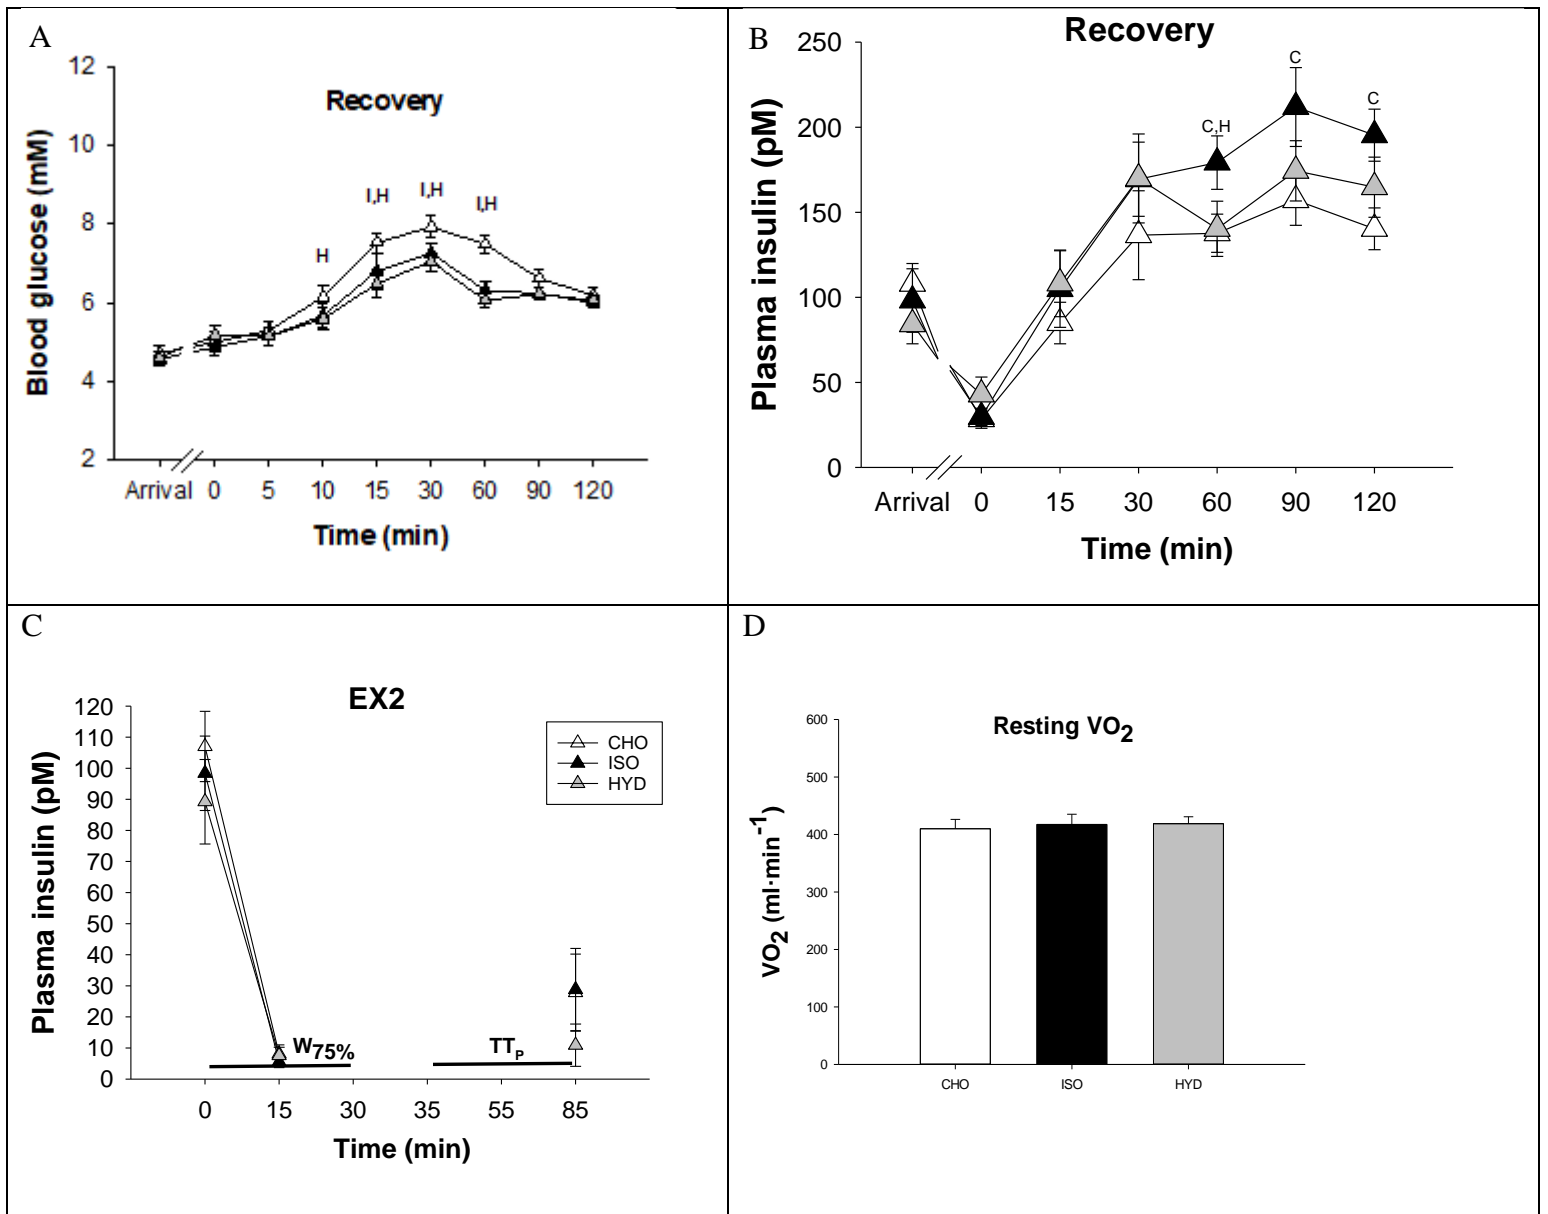 A
Recovery
Blood glucose (mM)
12
10
8
6
4
2
H
I,H
I,H
I,H
Arrival 0 5 10 15 30 60 90 120
Time (min)
B
Recovery
Plasma insulin (pM)
250
200
150
100
50
0
C,H
C
C
Arrival 0 15 30 60 90 120
Time (min)
C
EX2
Plasma insulin (pM)
120
110
100
90
80
70
60
50
40
30
20
10
0
CHO
ISO
HYD
W75%
TTP
0 15 30 35 55 85
Time (min)
D
Resting VO2
VO2 (ml·min-1)
600
500
400
300
200
100
0
CHO ISO HYD